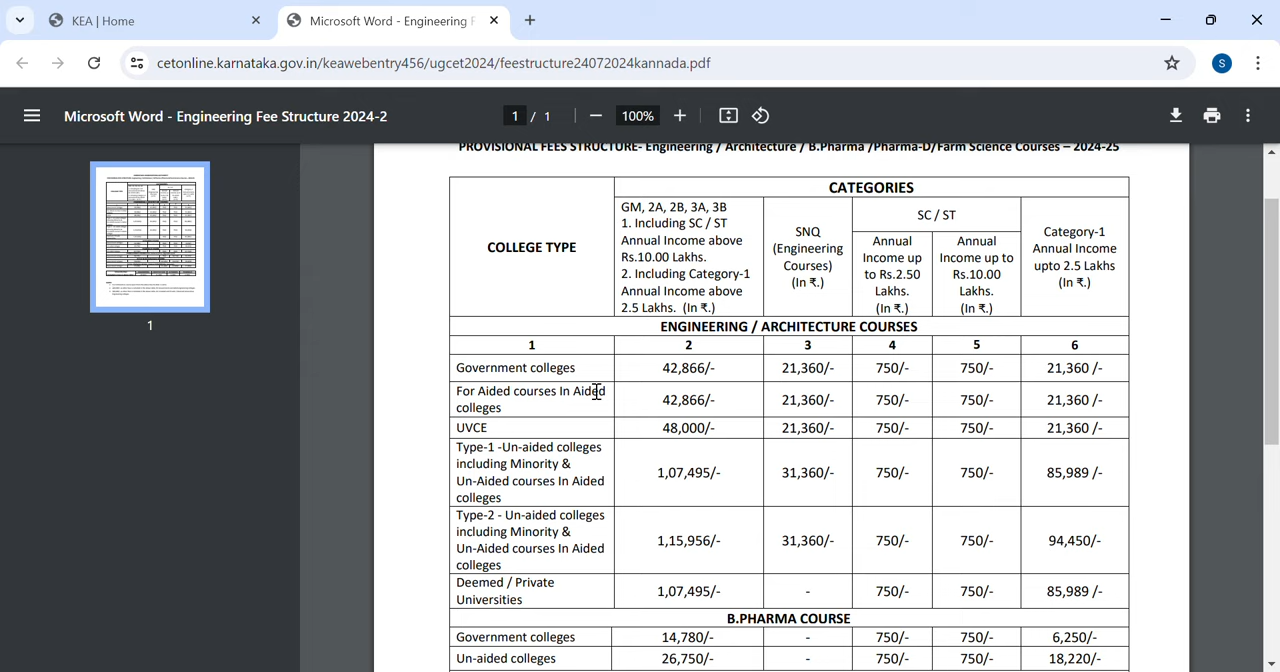 KEA | Home
Microsoft Word - Engineering F
cetonline.karnataka.gov.in/keawebentry456/ugcet2024/feestructure24072024kannada.pdf
S
Microsoft Word - Engineering Fee Structure 2024-2
1 / 1
100%
1
PROVISIONAL FEES STRUCTURE- Engineering / Architecture / B.Pharma /Pharma-D/Farm Science Courses – 2024-25
COLLEGE TYPE
CATEGORIES
GM, 2A, 2B, 3A, 3B
1. Including SC / ST
Annual Income above
Rs.10.00 Lakhs.
2. Including Category-1
Annual Income above
2.5 Lakhs. (In ₹.)
SNQ
(Engineering
Courses)
(In ₹.)
SC / ST
Annual
Income up
to Rs.2.50
Lakhs.
(In ₹.)
Annual
Income up to
Rs.10.00
Lakhs.
(In ₹.)
Category-1
Annual Income
upto 2.5 Lakhs
(In ₹.)
ENGINEERING / ARCHITECTURE COURSES
1 2 3 4 5 6
Government colleges 42,866/- 21,360/- 750/- 750/- 21,360 /-
For Aided courses In Aided
colleges
42,866/- 21,360/- 750/- 750/- 21,360 /-
UVCE 48,000/- 21,360/- 750/- 750/- 21,360 /-
Type-1 -Un-aided colleges
including Minority &
Un-Aided courses In Aided
colleges
1,07,495/- 31,360/- 750/- 750/- 85,989 /-
Type-2 - Un-aided colleges
including Minority &
Un-Aided courses In Aided
colleges
1,15,956/- 31,360/- 750/- 750/- 94,450/-
Deemed / Private
Universities
1,07,495/- - 750/- 750/- 85,989 /-
B.PHARMA COURSE
Government colleges 14,780/- - 750/- 750/- 6,250/-
Un-aided colleges 26,750/- - 750/- 750/- 18,220/-